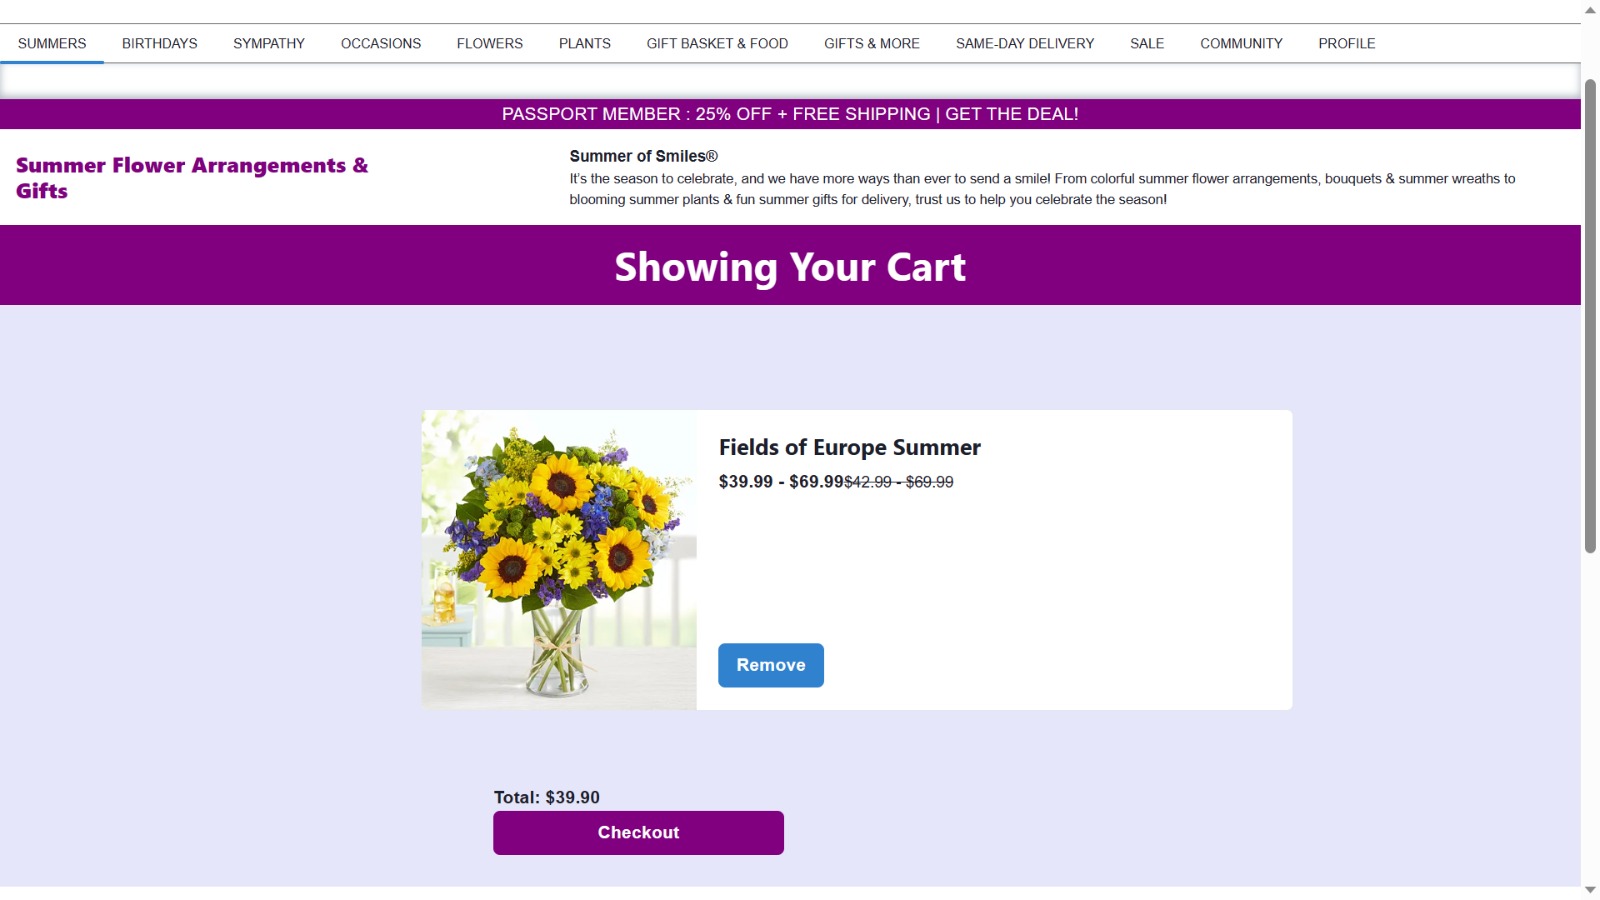 SUMMERS BIRTHDAYS SYMPATHY OCCASIONS FLOWERS PLANTS GIFT BASKET & FOOD GIFTS & MORE SAME-DAY DELIVERY SALE COMMUNITY PROFILE
PASSPORT MEMBER : 25% OFF + FREE SHIPPING | GET THE DEAL!
Summer Flower Arrangements &
Gifts
Summer of Smiles®
It's the season to celebrate, and we have more ways than ever to send a smile! From colorful summer flower arrangements, bouquets & summer wreaths to
blooming summer plants & fun summer gifts for delivery, trust us to help you celebrate the season!
Showing Your Cart
Fields of Europe Summer
$39.99 - $69.99$42.99 - $69.99
Remove
Total: $39.90
Checkout